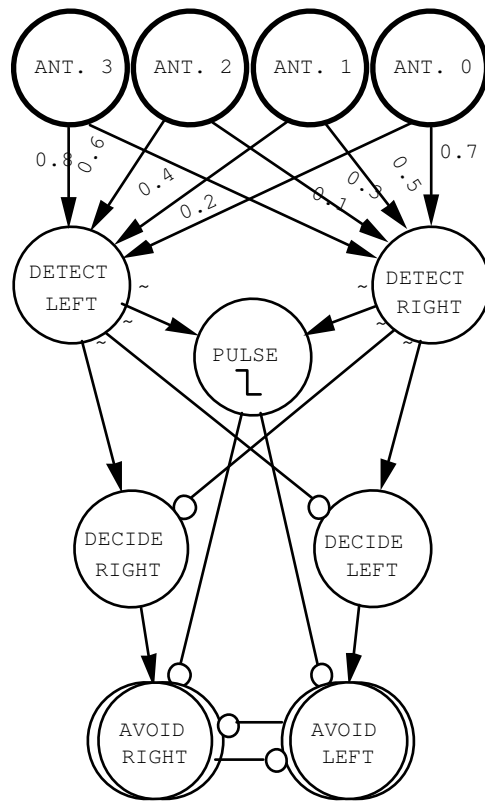 ANT. 3 ANT. 2 ANT. 1 ANT. 0
0.8 0.6 0.4 0.2 0.1 0.3 0.5 0.7
DETECT
LEFT
~
~
~
DETECT
RIGHT
~
~
~
PULSE
DECIDE
RIGHT
DECIDE
LEFT
AVOID
RIGHT
AVOID
LEFT